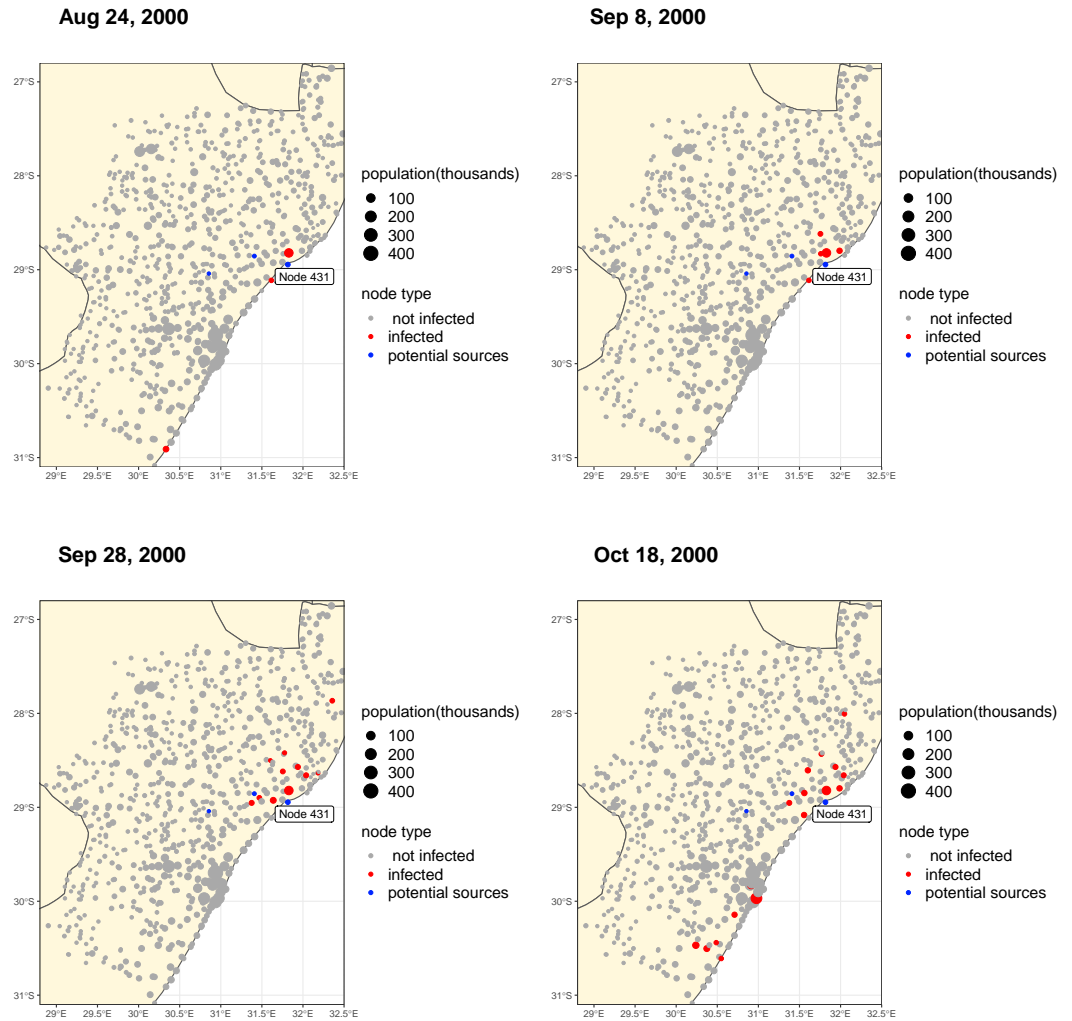 Aug 24, 2000
27°S
28°S
29°S
30°S
31°S
29°E
29.5°E
30°E
30.5°E
31°E
31.5°E
32°E
32.5°E
Node 431
population(thousands)
100
200
300
400
node type
not infected
infected
potential sources
Sep 8, 2000
27°S
28°S
29°S
30°S
31°S
29°E
29.5°E
30°E
30.5°E
31°E
31.5°E
32°E
32.5°E
Node 431
population(thousands)
100
200
300
400
node type
not infected
infected
potential sources
Sep 28, 2000
27°S
28°S
29°S
30°S
31°S
29°E
29.5°E
30°E
30.5°E
31°E
31.5°E
32°E
32.5°E
Node 431
population(thousands)
100
200
300
400
node type
not infected
infected
potential sources
Oct 18, 2000
27°S
28°S
29°S
30°S
31°S
29°E
29.5°E
30°E
30.5°E
31°E
31.5°E
32°E
32.5°E
Node 431
population(thousands)
100
200
300
400
node type
not infected
infected
potential sources